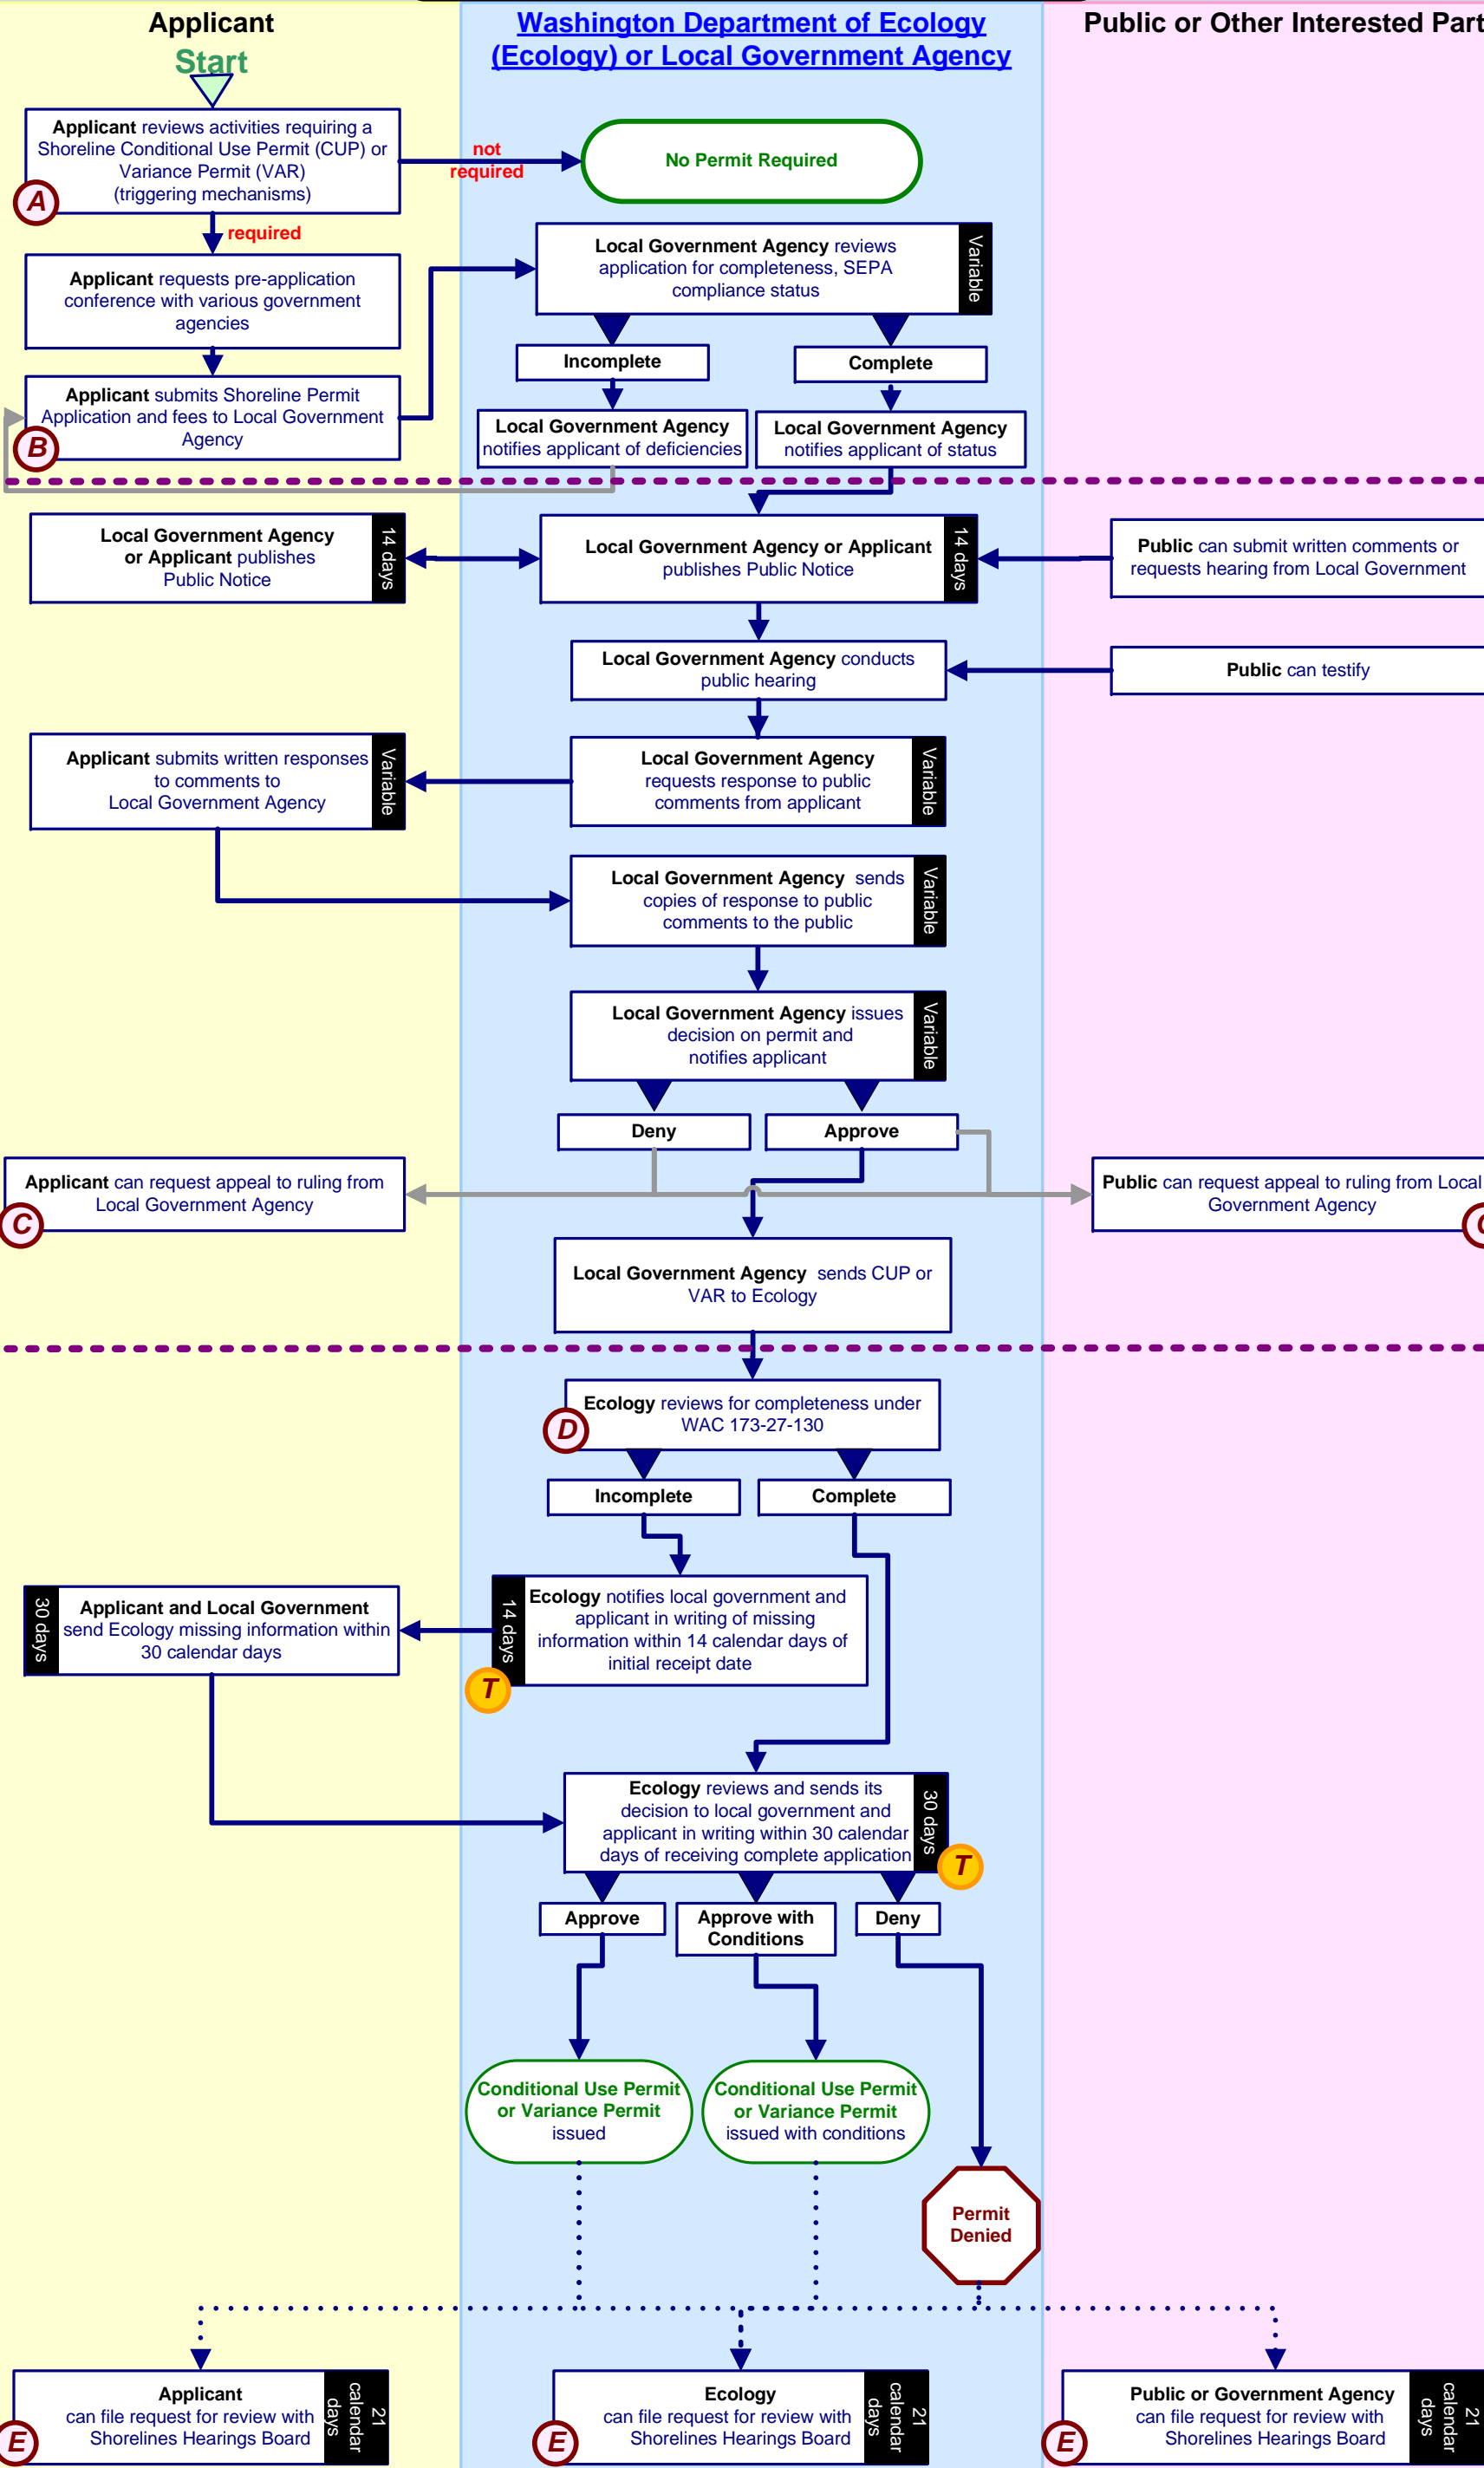 Applicant
Washington Department of Ecology
(Ecology) or Local Government Agency
Public or Other Interested Part
Start
Applicant reviews activities requiring a
Shoreline Conditional Use Permit (CUP) or
Variance Permit (VAR)
(triggering mechanisms)
A
not
required
No Permit Required
required
Applicant requests pre-application
conference with various government
agencies
Applicant submits Shoreline Permit
Application and fees to Local Government
Agency
B
Local Government Agency reviews
application for completeness, SEPA
compliance status
Variable
Incomplete
Complete
Local Government Agency
notifies applicant of deficiencies
Local Government Agency
notifies applicant of status
Local Government Agency
or Applicant publishes
Public Notice
14 days
Local Government Agency or Applicant
publishes Public Notice
14 days
Public can submit written comments or
requests hearing from Local Government
Local Government Agency conducts
public hearing
Public can testify
Applicant submits written responses
to comments to
Local Government Agency
Variable
Local Government Agency
requests response to public
comments from applicant
Variable
Local Government Agency sends
copies of response to public
comments to the public
Variable
Local Government Agency issues
decision on permit and
notifies applicant
Variable
Deny
Approve
Applicant can request appeal to ruling from
Local Government Agency
C
Public can request appeal to ruling from Local
Government Agency
C
Local Government Agency sends CUP or
VAR to Ecology
Ecology reviews for completeness under
WAC 173-27-130
D
Incomplete
Complete
30 days
Applicant and Local Government
send Ecology missing information within
30 calendar days
14 days
Ecology notifies local government and
applicant in writing of missing
information within 14 calendar days of
initial receipt date
T
Ecology reviews and sends its
decision to local government and
applicant in writing within 30 calendar
days of receiving complete application
30 days
T
Approve
Approve with
Conditions
Deny
Conditional Use Permit
or Variance Permit
issued
Conditional Use Permit
or Variance Permit
issued with conditions
Permit
Denied
Applicant
can file request for review with
Shorelines Hearings Board
21
calendar
days
E
Ecology
can file request for review with
Shorelines Hearings Board
21
calendar
days
E
Public or Government Agency
can file request for review with
Shorelines Hearings Board
21
calendar
days
E